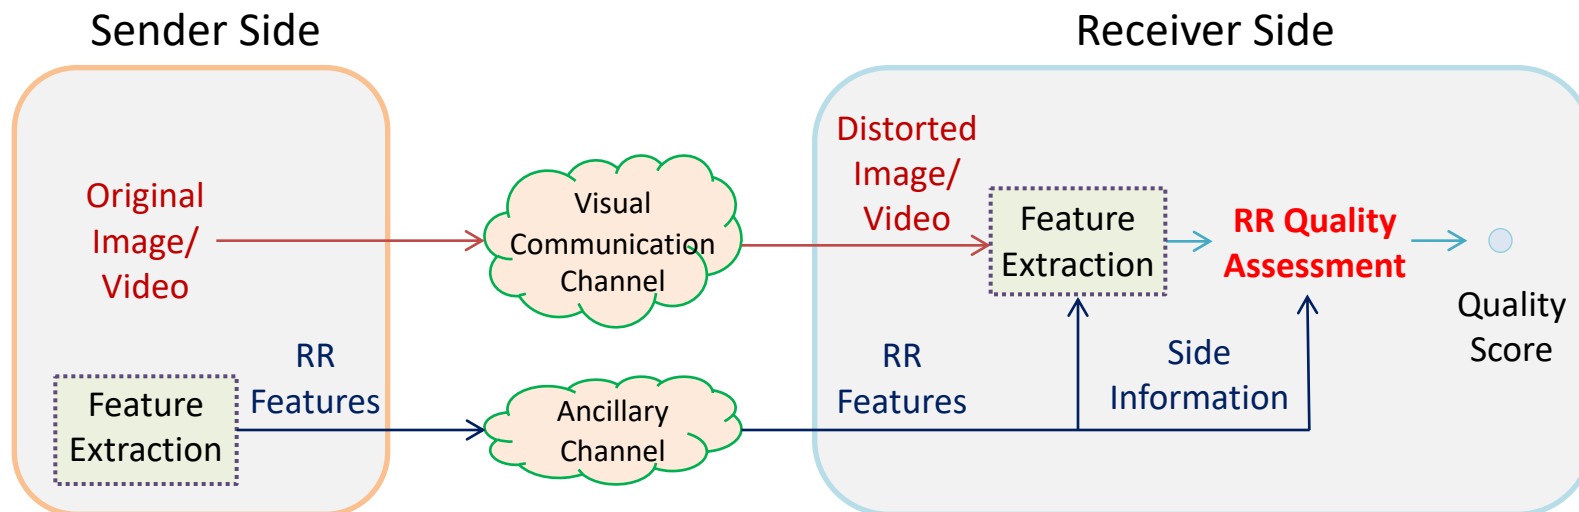 Sender Side
Receiver Side
Original
Image/
Video
Visual
Communication
Channel
Distorted
Image/
Video
Feature
Extraction
RR Quality
Assessment
Quality
Score
Feature
Extraction
RR
Features
Ancillary
Channel
RR
Features
Side
Information